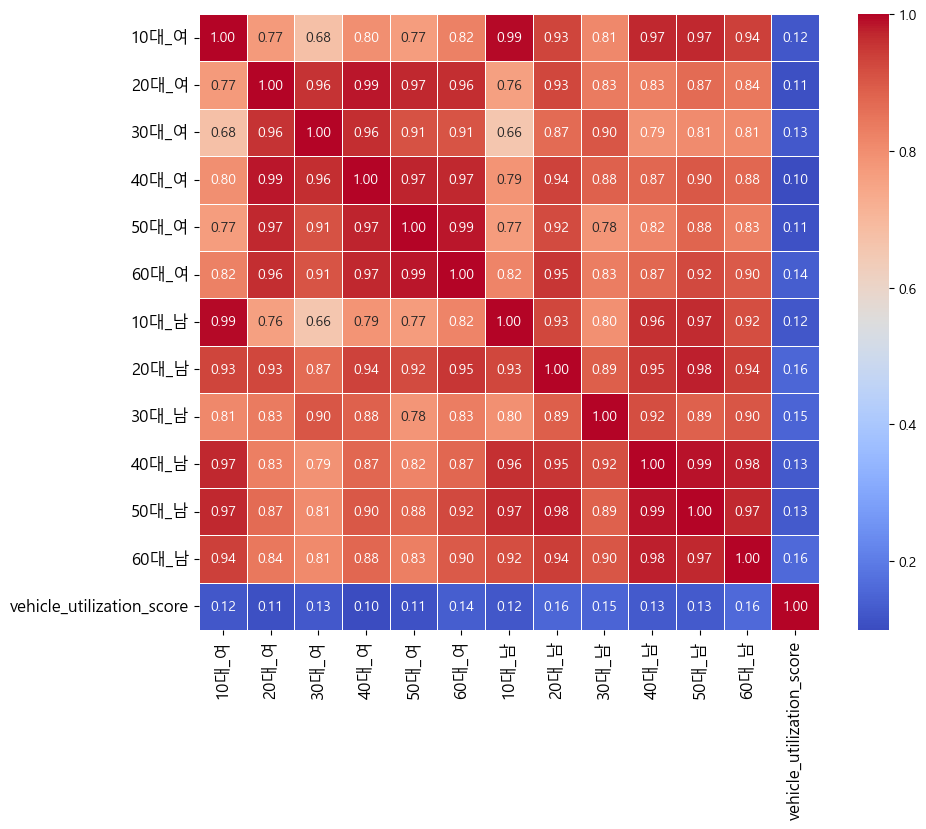 10대_여 1.00 0.77 0.68 0.80 0.77 0.82 0.99 0.93 0.81 0.97 0.97 0.94 0.12
20대_여 0.77 1.00 0.96 0.99 0.97 0.96 0.76 0.93 0.83 0.83 0.87 0.84 0.11
30대_여 0.68 0.96 1.00 0.96 0.91 0.91 0.66 0.87 0.90 0.79 0.81 0.81 0.13
40대_여 0.80 0.99 0.96 1.00 0.97 0.97 0.79 0.94 0.88 0.87 0.90 0.88 0.10
50대_여 0.77 0.97 0.91 0.97 1.00 0.99 0.77 0.92 0.78 0.82 0.88 0.83 0.11
60대_여 0.82 0.96 0.91 0.97 0.99 1.00 0.82 0.95 0.83 0.87 0.92 0.90 0.14
10대_남 0.99 0.76 0.66 0.79 0.77 0.82 1.00 0.93 0.80 0.96 0.97 0.92 0.12
20대_남 0.93 0.93 0.87 0.94 0.92 0.95 0.93 1.00 0.89 0.95 0.98 0.94 0.16
30대_남 0.81 0.83 0.90 0.88 0.78 0.83 0.80 0.89 1.00 0.92 0.89 0.90 0.15
40대_남 0.97 0.83 0.79 0.87 0.82 0.87 0.96 0.95 0.92 1.00 0.99 0.98 0.13
50대_남 0.97 0.87 0.81 0.90 0.88 0.92 0.97 0.98 0.89 0.99 1.00 0.97 0.13
60대_남 0.94 0.84 0.81 0.88 0.83 0.90 0.92 0.94 0.90 0.98 0.97 1.00 0.16
vehicle_utilization_score 0.12 0.11 0.13 0.10 0.11 0.14 0.12 0.16 0.15 0.13 0.13 0.16 1.00
10대_여
20대_여
30대_여
40대_여
50대_여
60대_여
10대_남
20대_남
30대_남
40대_남
50대_남
60대_남
vehicle_utilization_score
1.0
0.8
0.6
0.4
0.2